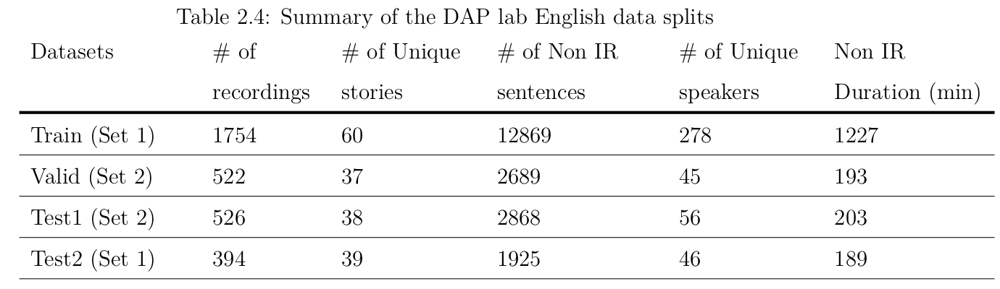 Table 2.4: Summary of the DAP lab English data splits
Datasets # of # of Unique # of Non IR # of Unique Non IR
recordings stories sentences speakers Duration (min)
Train (Set 1) 1754 60 12869 278 1227
Valid (Set 2) 522 37 2689 45 193
Test1 (Set 2) 526 38 2868 56 203
Test2 (Set 1) 394 39 1925 46 189